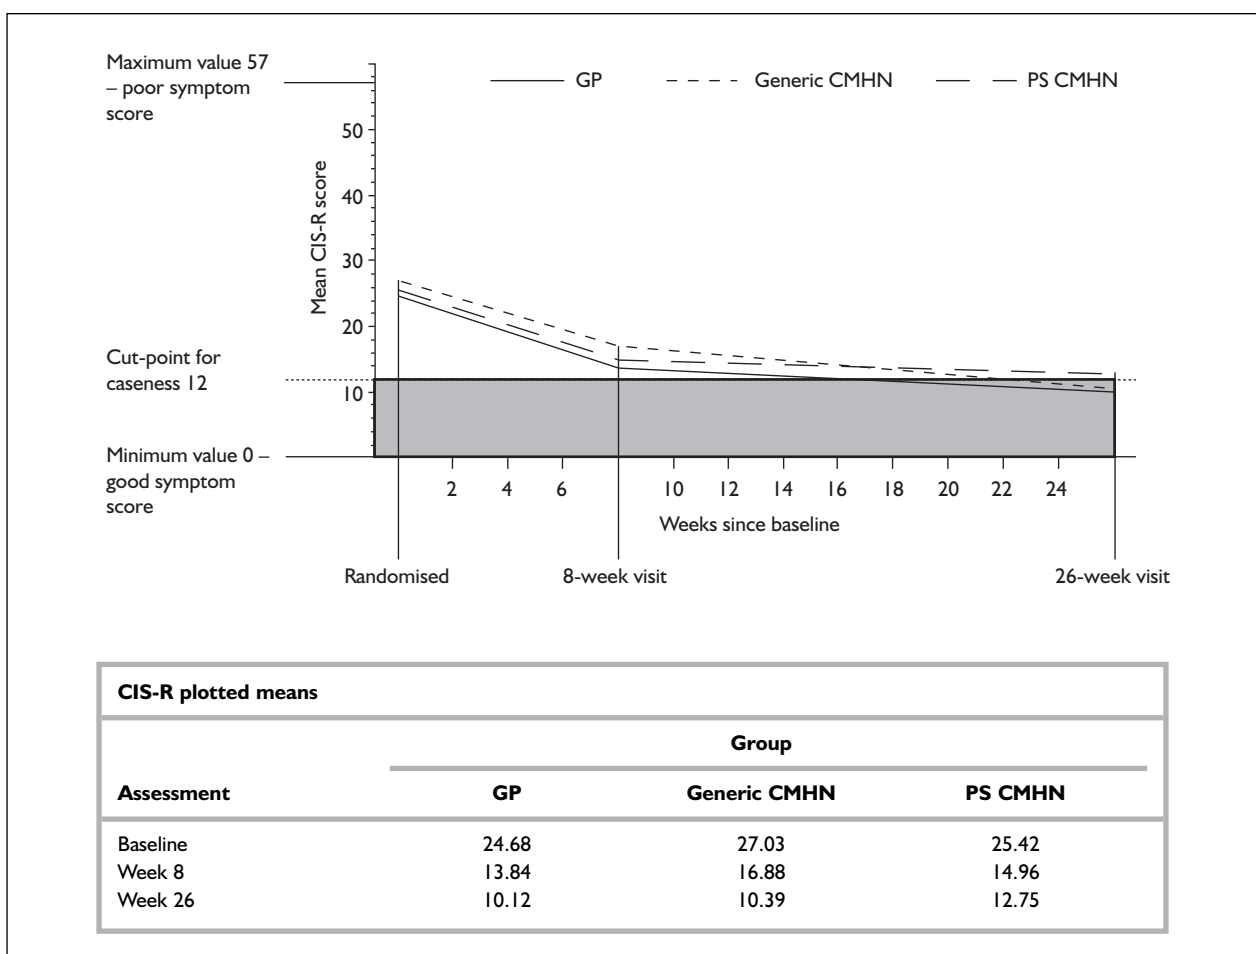 Maximum value 57
– poor symptom
score
GP
Generic CMHN
PS CMHN
50
40
30
20
10
Mean CIS-R score
Cut-point for
caseness 12
Minimum value 0 –
good symptom
score
2 4 6 10 12 14 16 18 20 22 24
Weeks since baseline
Randomised 8-week visit 26-week visit
CIS-R plotted means
Group
Assessment GP Generic CMHN PS CMHN
Baseline 24.68 27.03 25.42
Week 8 13.84 16.88 14.96
Week 26 10.12 10.39 12.75